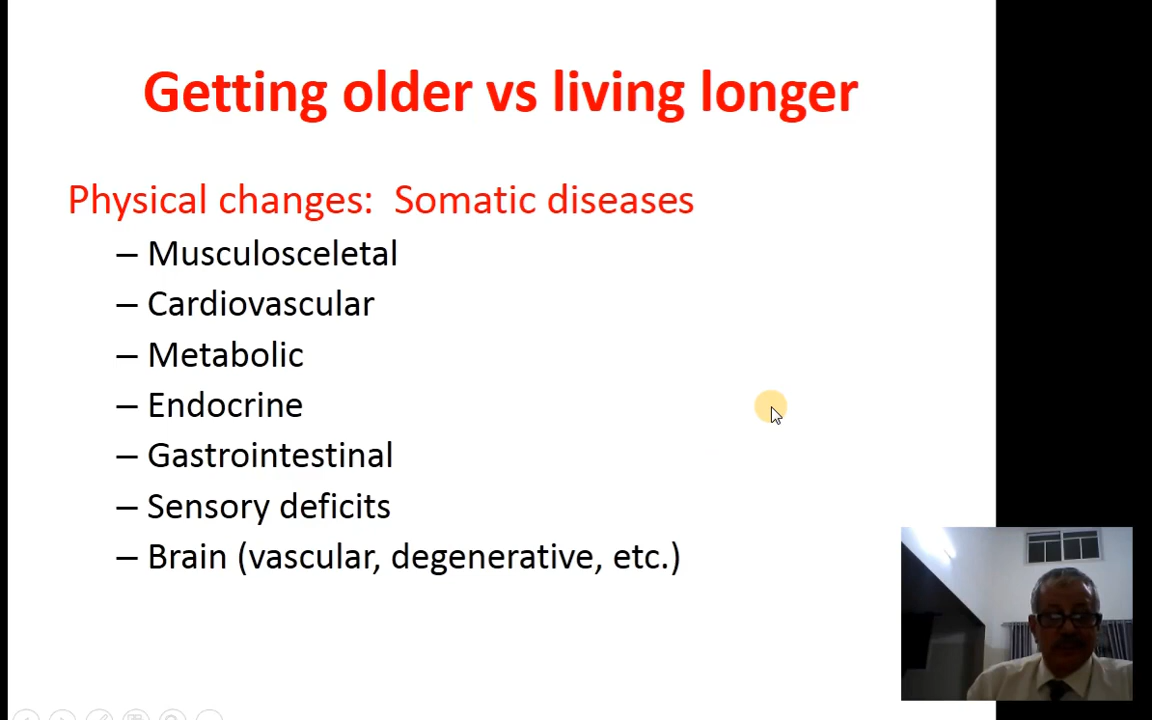 Getting older vs living longer
Physical changes: Somatic diseases
– Musculosceletal
– Cardiovascular
– Metabolic
– Endocrine
– Gastrointestinal
– Sensory deficits
– Brain (vascular, degenerative, etc.)